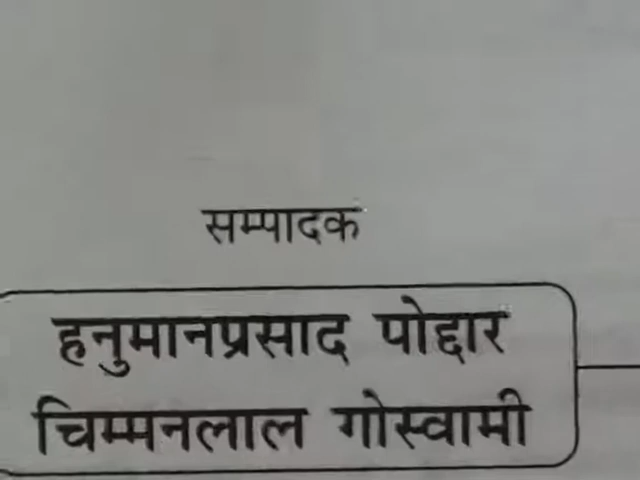 सम्पादक
हनुमानप्रसाद पोद्दार
चिम्मनलाल गोस्वामी